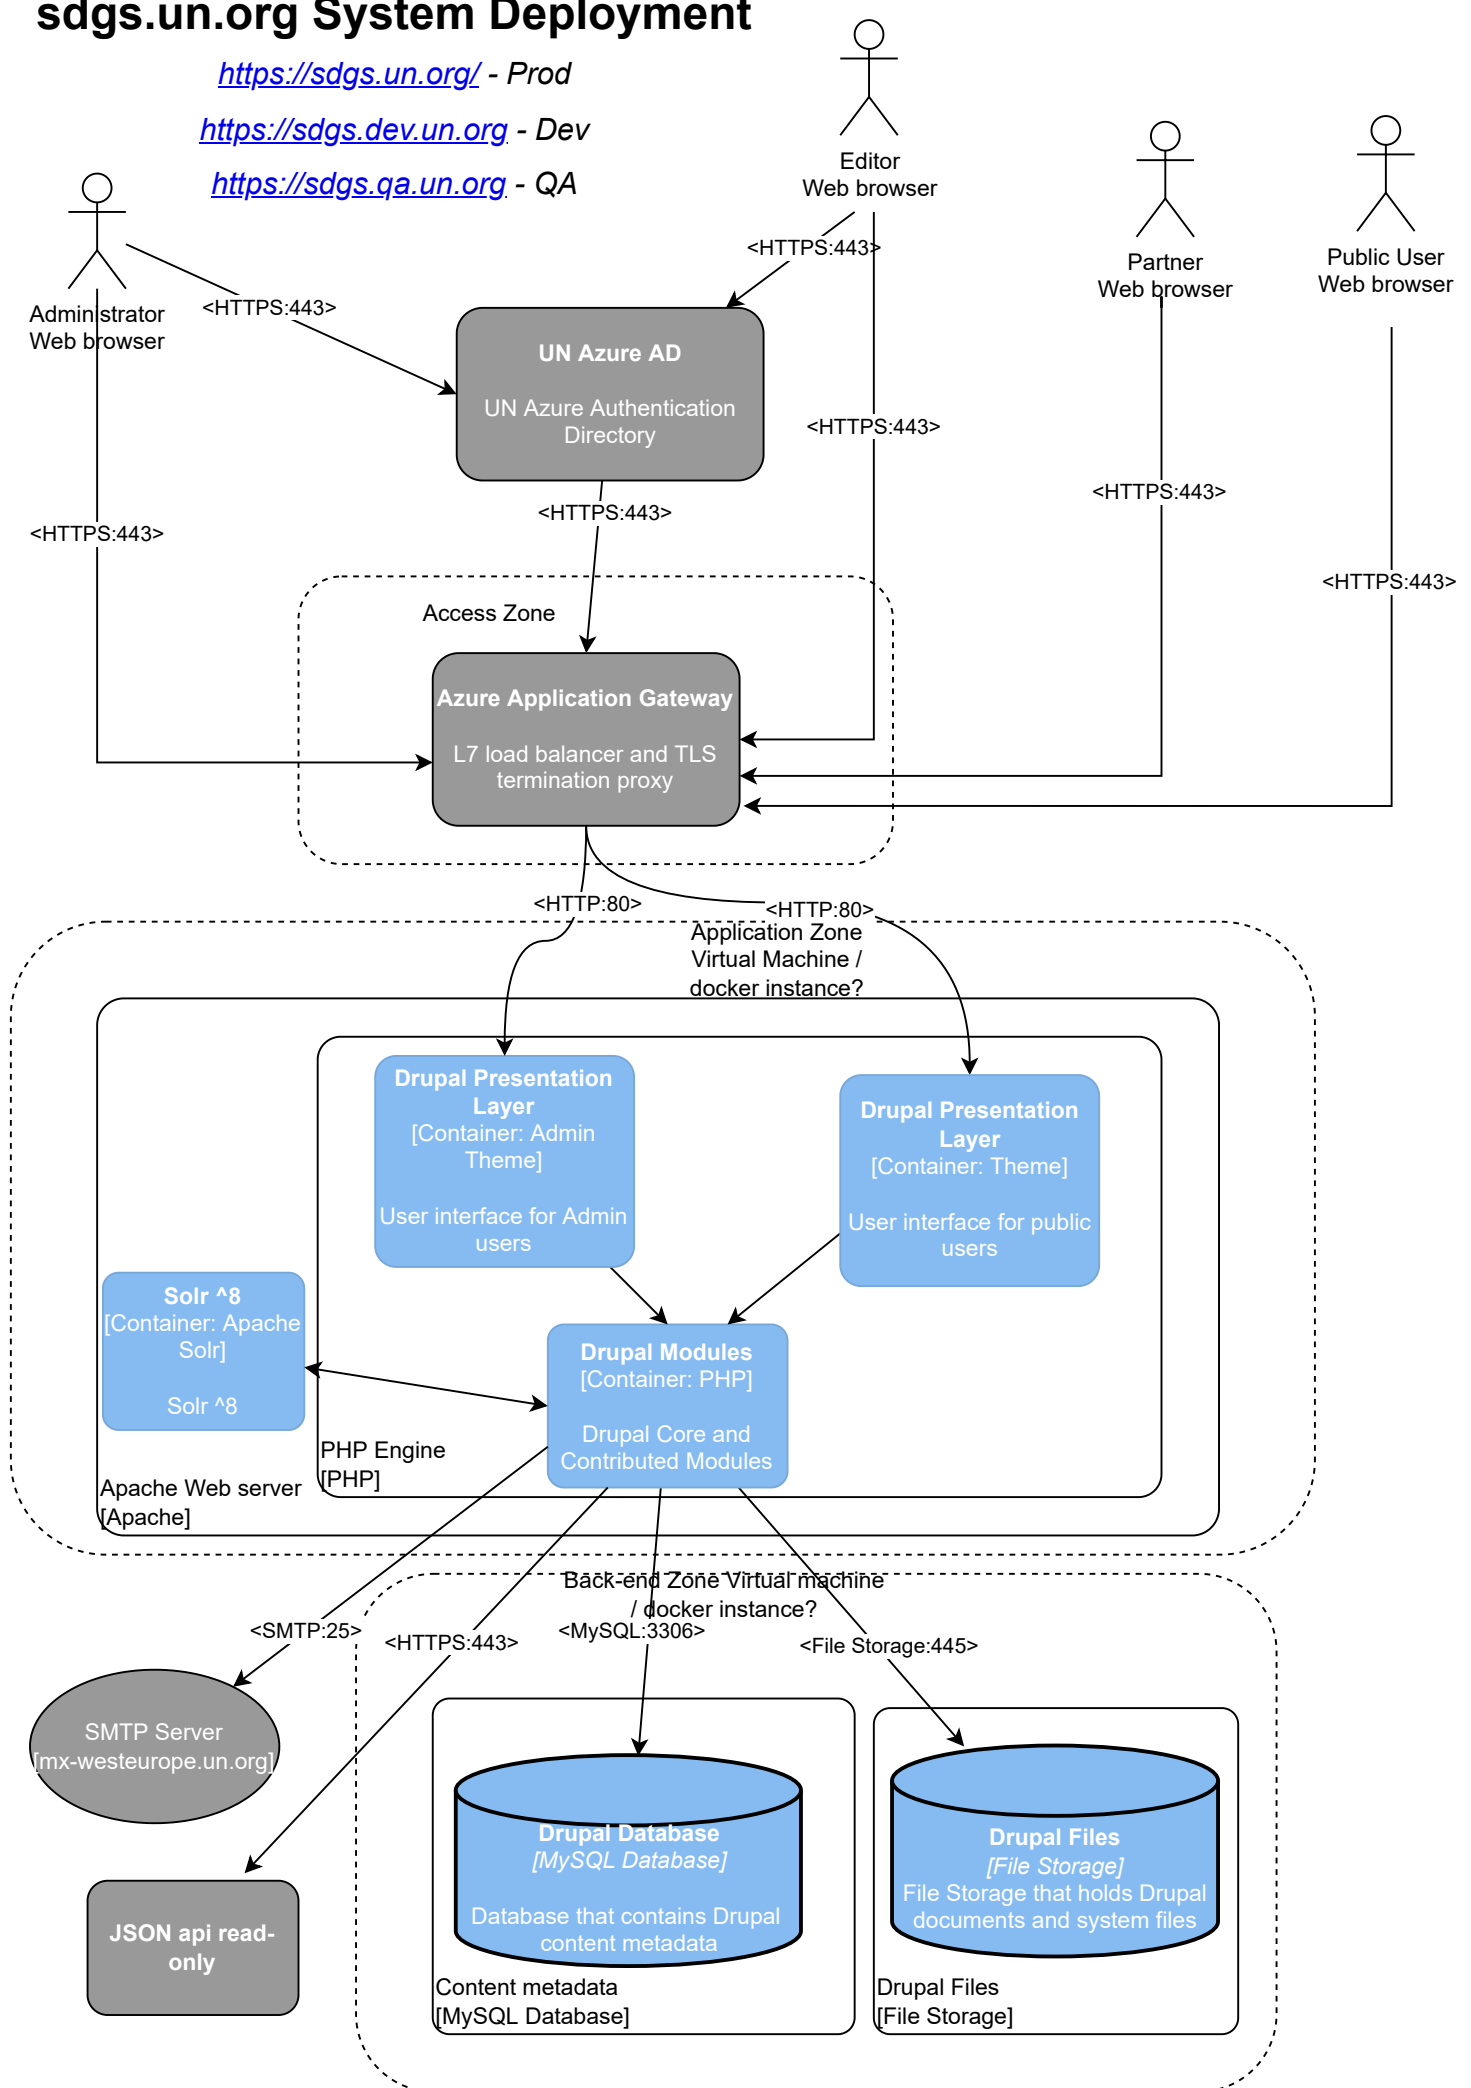 sdgs.un.org System Deployment
https://sdgs.un.org/ - Prod
https://sdgs.dev.un.org - Dev
https://sdgs.qa.un.org - QA
Editor
Web browser
Partner
Web browser
Public User
Web browser
Administrator
Web browser
<HTTPS:443>
<HTTPS:443>
UN Azure AD
UN Azure Authentication
Directory
<HTTPS:443>
<HTTPS:443>
<HTTPS:443>
<HTTPS:443>
<HTTPS:443>
Access Zone
Azure Application Gateway
L7 load balancer and TLS
termination proxy
<HTTP:80>
<HTTP:80>
Application Zone
Virtual Machine /
docker instance?
Drupal Presentation
Layer
[Container: Admin
Theme]
User interface for Admin
users
Drupal Presentation
Layer
[Container: Theme]
User interface for public
users
Solr ^8
[Container: Apache
Solr]
Solr ^8
Drupal Modules
[Container: PHP]
Drupal Core and
Contributed Modules
PHP Engine
[PHP]
Apache Web server
[Apache]
Back-end Zone Virtual machine
/ docker instance?
<SMTP:25>
<HTTPS:443>
<MySQL:3306>
<File Storage:445>
SMTP Server
[mx-westeurope.un.org]
Drupal Database
[MySQL Database]
Database that contains Drupal
content metadata
Drupal Files
[File Storage]
File Storage that holds Drupal
documents and system files
JSON api read-
only
Content metadata
[MySQL Database]
Drupal Files
[File Storage]